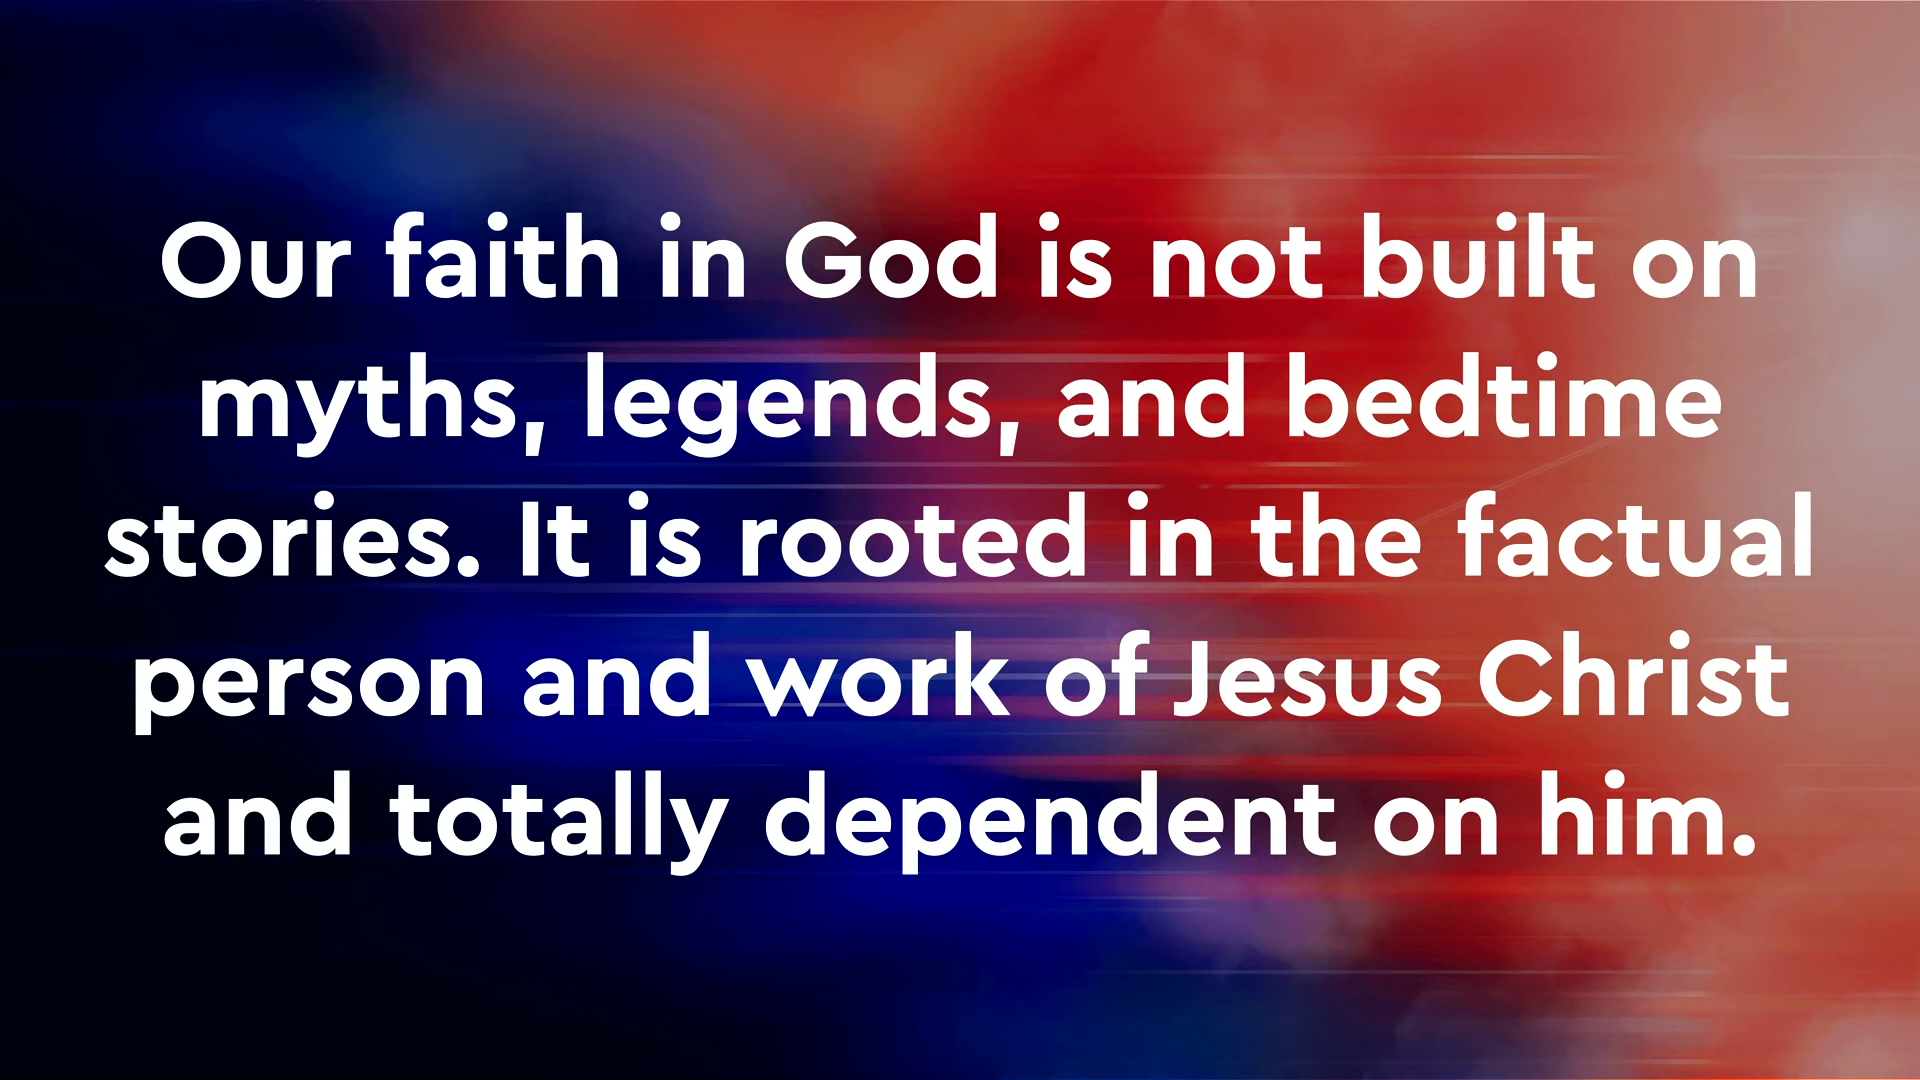 Our faith in God is not built on
myths, legends, and bedtime
stories. It is rooted in the factual
person and work of Jesus Christ
and totally dependent on him.